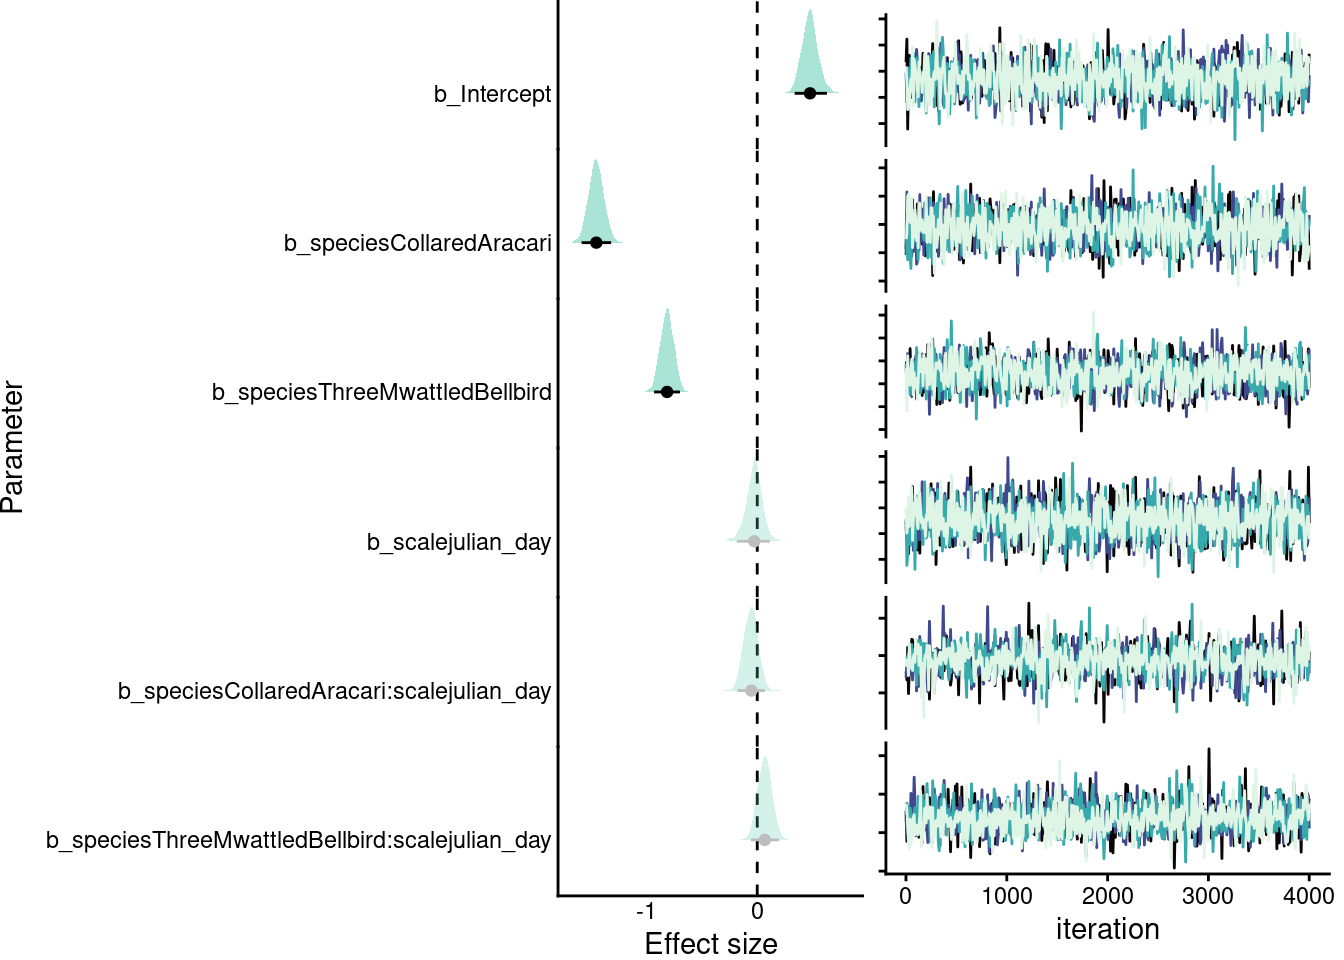 Parameter
b_Intercept
b_speciesCollaredAracari
b_speciesThreeMwattledBellbird
b_scalejulian_day
b_speciesCollaredAracari:scalejulian_day
b_speciesThreeMwattledBellbird:scalejulian_day
-1 0
Effect size
0 1000 2000 3000 4000
iteration